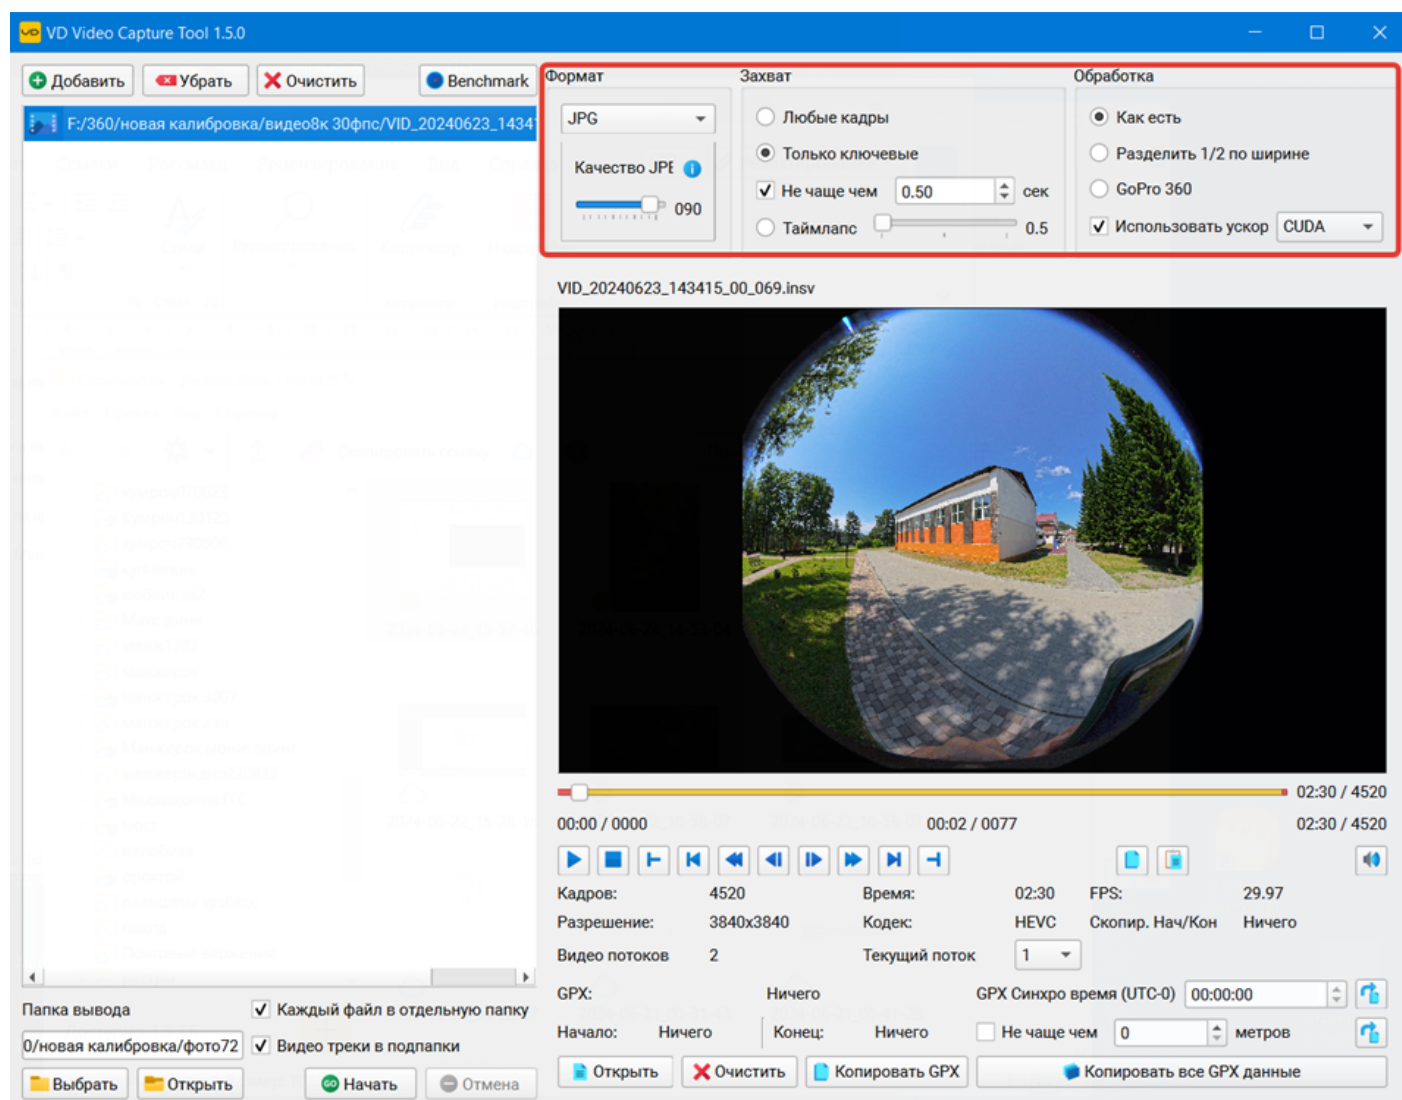 VD Video Capture Tool 1.5.0
Добавить Убрать Очистить Benchmark
F:/360/новая калибровка/видео8к 30фпс/VID_20240623_1434
Формат Захват Обработка
JPG Любые кадры Как есть
Качество JPE Только ключевые Разделить 1/2 по ширине
090 Не чаще чем 0.50 сек GoPro 360
Таймлапс 0.5 Использовать ускор CUDA
VID_20240623_143415_00_069.insv
02:30 / 4520
00:00 / 0000 00:02 / 0077 02:30 / 4520
Кадров: 4520 Время: 02:30 FPS: 29.97
Разрешение: 3840x3840 Кодек: HEVC Скопир. Нач/Кон Ничего
Видео потоков 2 Текущий поток 1
GPX: Ничего GPX Синхро время (UTC-0) 00:00:00
Начало: Ничего Конец: Ничего Не чаще чем 0 метров
Открыть Очистить Копировать GPX Копировать все GPX данные
Папка вывода Каждый файл в отдельную папку
0/новая калибровка/фото72 Видео треки в подпапки
Выбрать Открыть GO Начать Отмена